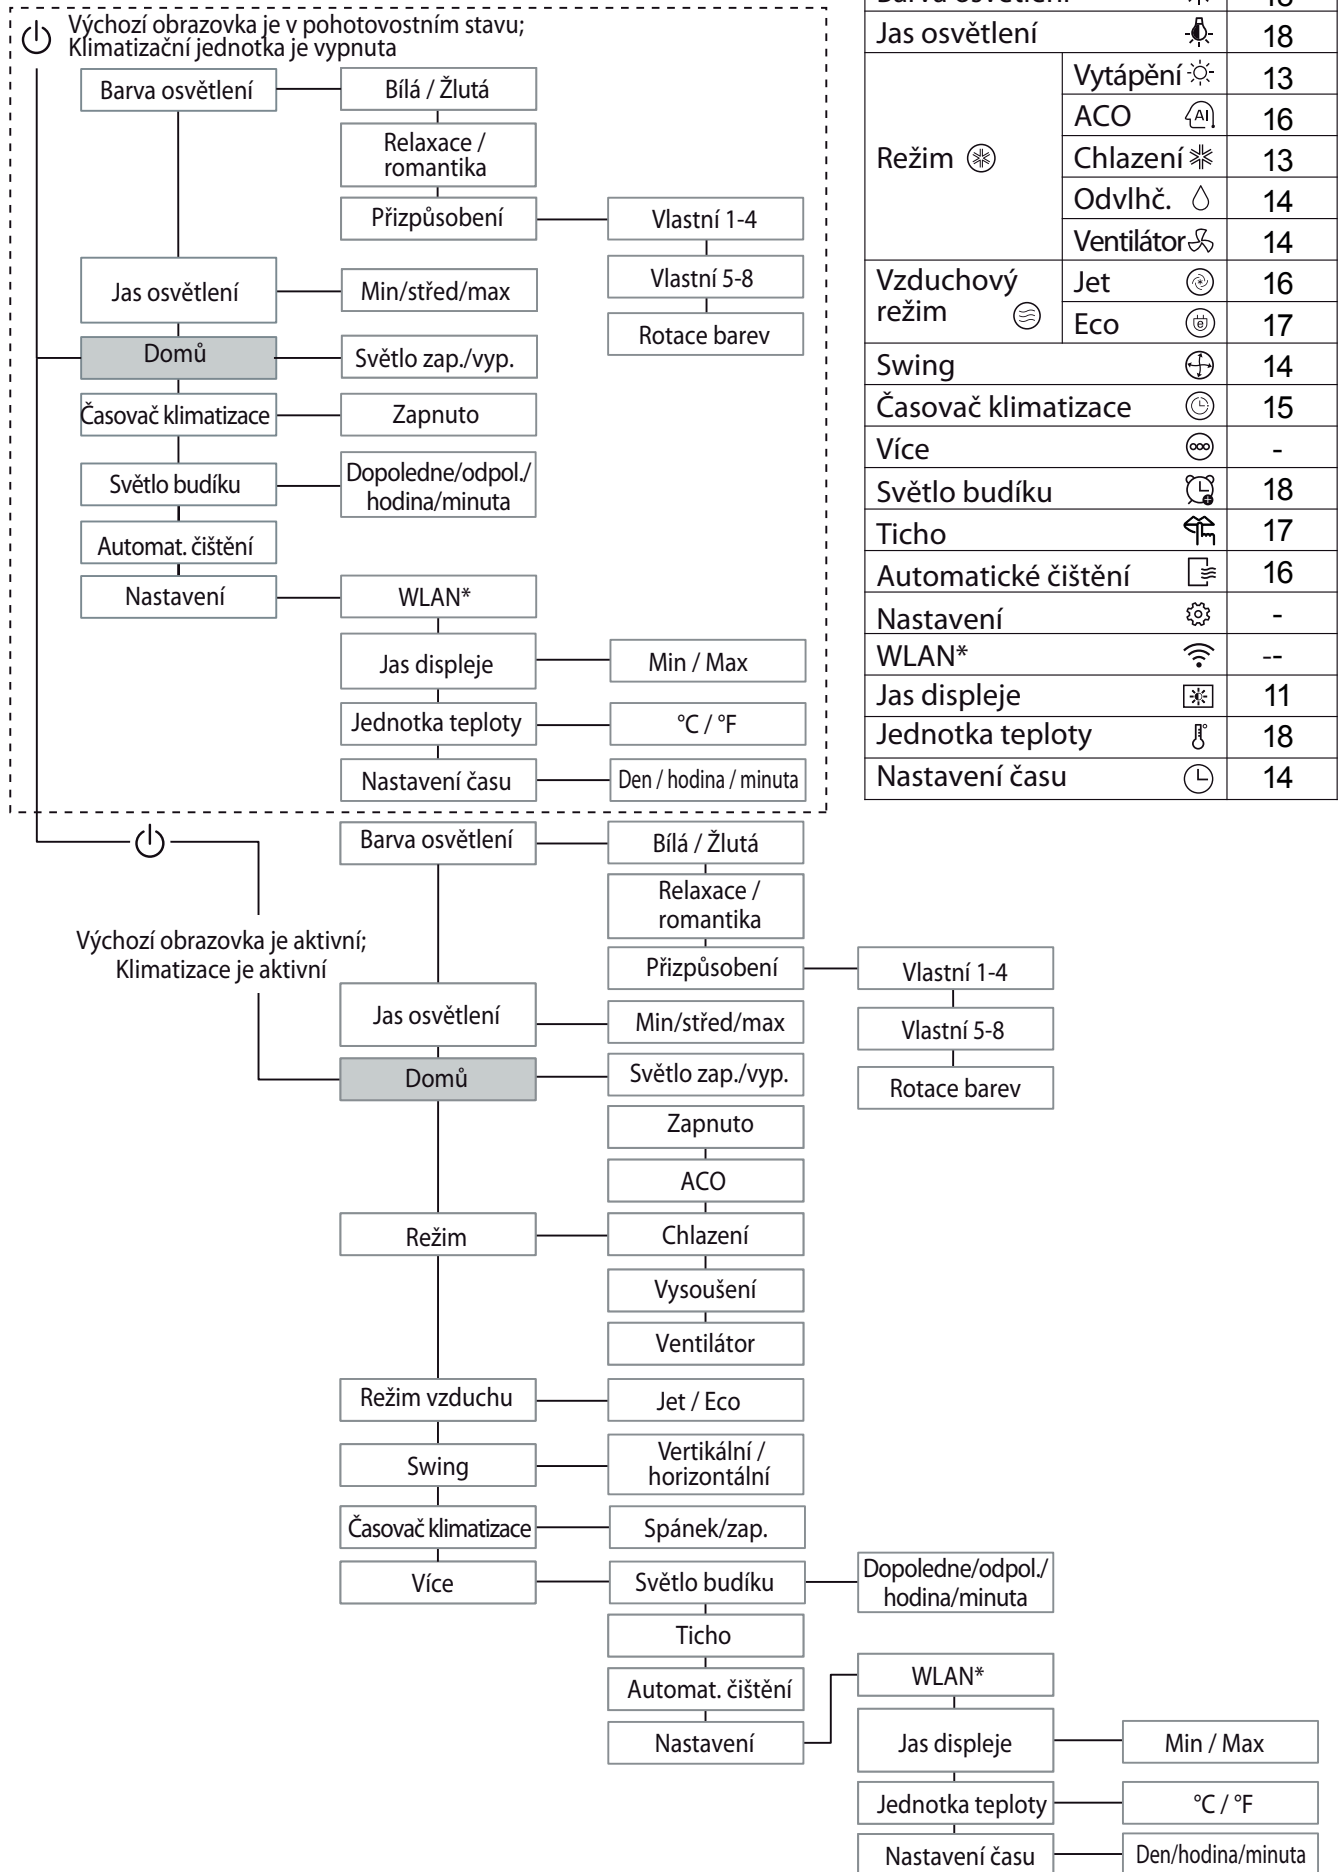 Výchozí obrazovka je v pohotovostním stavu;
Klimatizační jednotka je vypnuta
Barva osvětlení
Bílá / Žlutá
Relaxace /
romantika
Přizpůsobení
Vlastní 1-4
Vlastní 5-8
Rotace barev
Jas osvětlení
Min/střed/max
Domů
Světlo zap./vyp.
Časovač klimatizace
Zapnuto
Světlo budíku
Dopoledne/odpol./
hodina/minuta
Automat. čištění
Nastavení
WLAN*
Jas displeje
Min / Max
Jednotka teploty
°C / °F
Nastavení času
Den / hodina / minuta
Jas osvětlení 18
Režim
Vytápění 13
ACO AI 16
Chlazení 13
Odvlhč. 14
Ventilátor 14
Vzduchový
režim
Jet 16
Eco e 17
Swing 14
Časovač klimatizace 15
Více -
Světlo budíku 18
Ticho 17
Automatické čištění 16
Nastavení -
WLAN* --
Jas displeje 11
Jednotka teploty 18
Nastavení času 14
Výchozí obrazovka je aktivní;
Klimatizace je aktivní
Barva osvětlení
Bílá / Žlutá
Relaxace /
romantika
Přizpůsobení
Vlastní 1-4
Vlastní 5-8
Rotace barev
Jas osvětlení
Min/střed/max
Domů
Světlo zap./vyp.
Zapnuto
ACO
Režim
Chlazení
Vysoušení
Ventilátor
Režim vzduchu
Jet / Eco
Swing
Vertikální /
horizontální
Časovač klimatizace
Spánek/zap.
Více
Světlo budíku
Dopoledne/odpol./
hodina/minuta
Ticho
Automat. čištění
Nastavení
WLAN*
Jas displeje
Min / Max
Jednotka teploty
°C / °F
Nastavení času
Den/hodina/minuta